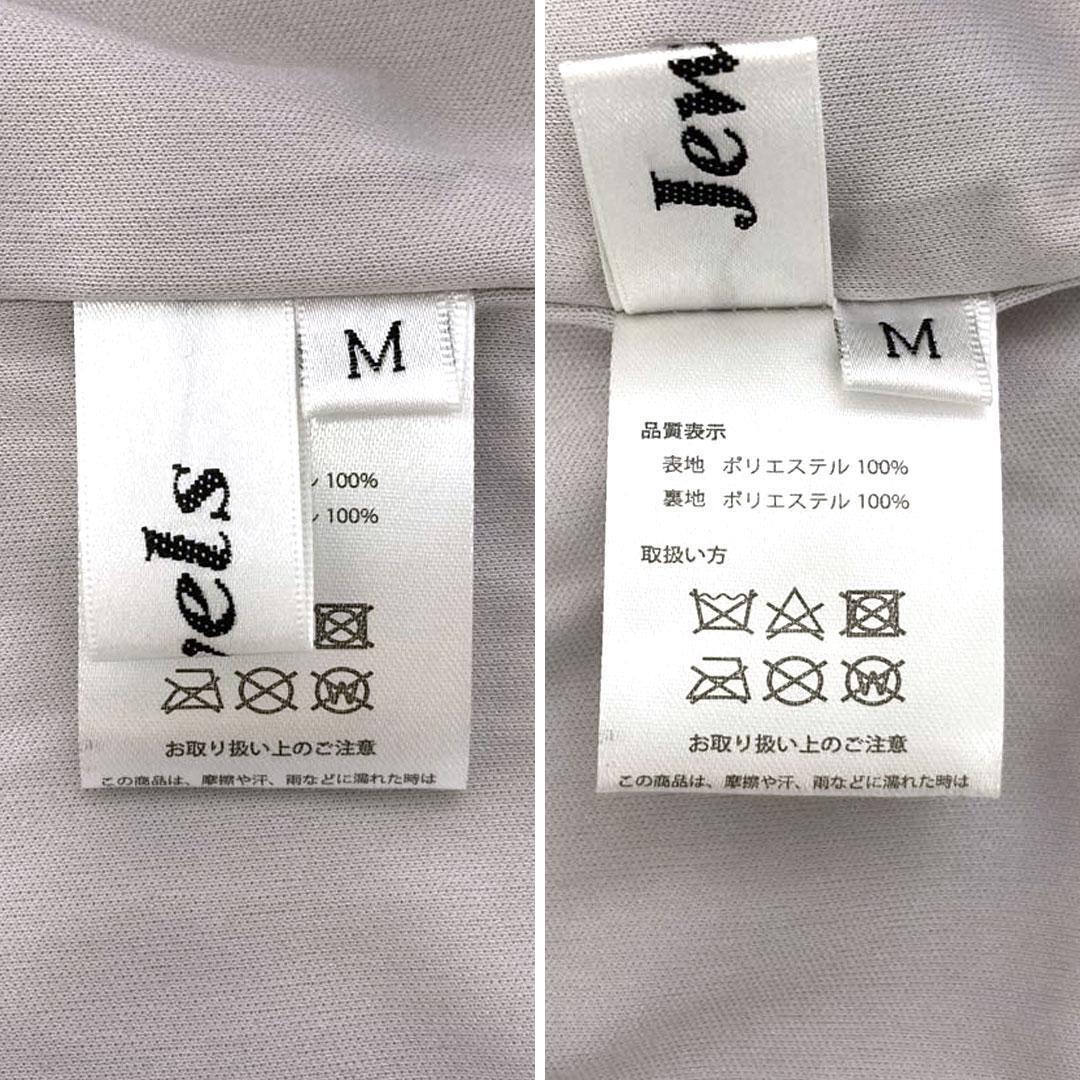 els
M
100%
100%
お取り扱い上のご注意
この商品は、摩擦や汗、雨などに濡れた時は
Jew
M
品質表示
表地 ポリエステル 100%
裏地 ポリエステル 100%
取扱い方
W
W
お取り扱い上のご注意
この商品は、摩擦や汗、雨などに濡れた時は